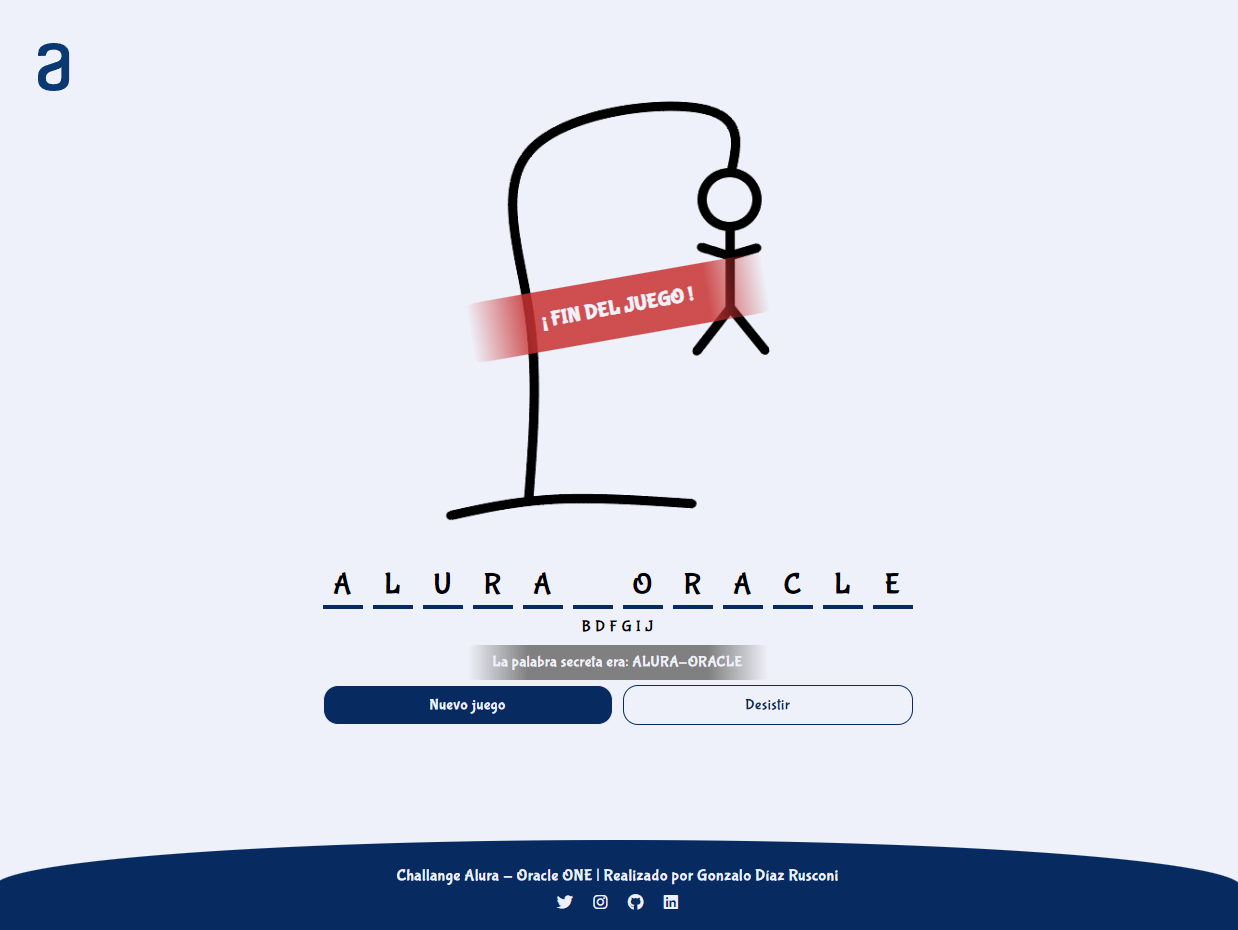 a
¡ FIN DEL JUEGO !
A L U R A _ O R A C L E
B D F G I J
La palabra secreta era: ALURA-ORACLE
Nuevo juego Desistir
Challange Alura - Oracle ONE | Realizado por Gonzalo Díaz Rusconi